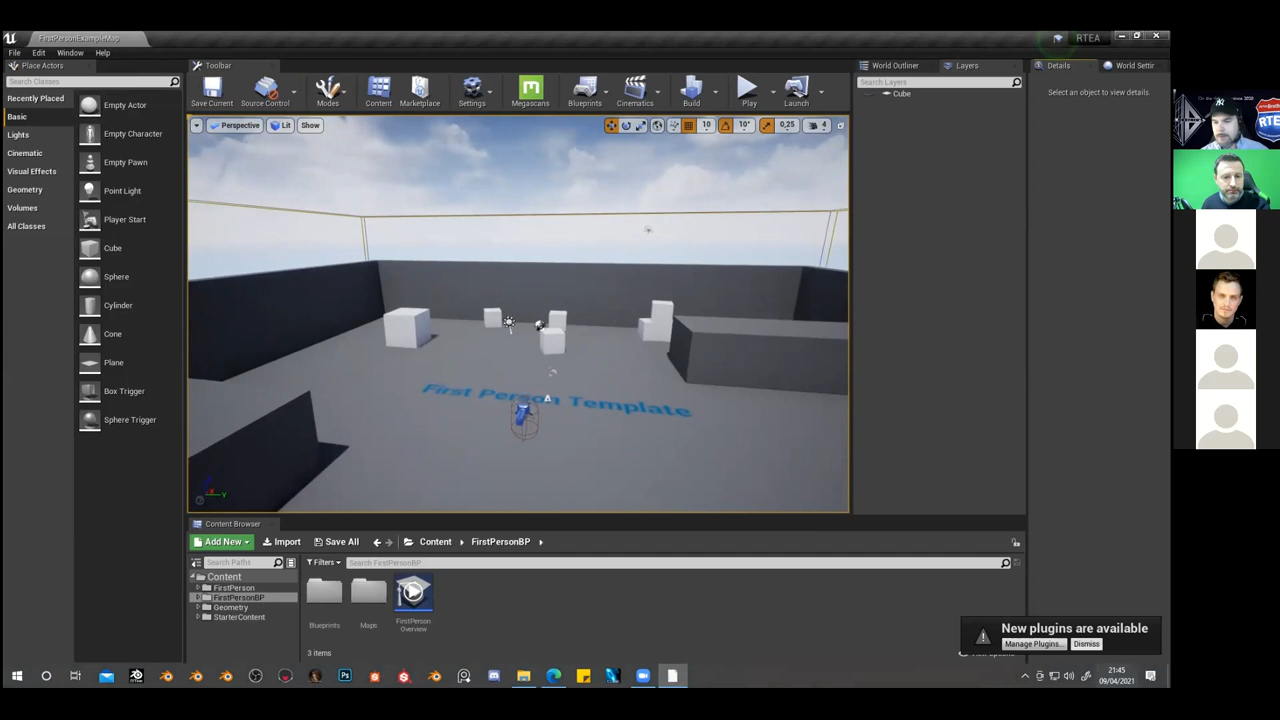 FirstPersonExampleMap
RTEA
File Edit Window Help
Place Actors
Toolbar
World Outliner
Layers
Details
World Settir
Search Classes
Search Layers
Select an object to view details.
Cube
Recently Placed
Basic
Lights
Cinematic
Visual Effects
Geometry
Volumes
All Classes
Empty Actor
Empty Character
Empty Pawn
Point Light
Player Start
Cube
Sphere
Cylinder
Cone
Plane
Box Trigger
Sphere Trigger
Save Current
Source Control
Modes
Content
Marketplace
Settings
Megascans
Blueprints
Cinematics
Build
Play
Launch
Perspective Lit Show
10 10° 0,25 4
First Person Template
Content Browser
Add New Import Save All Content FirstPersonBP
Search Paths
Filters
Search FirstPersonBP
Content
FirstPerson
FirstPersonBP
Geometry
StarterContent
Blueprints
Maps
FirstPerson
Overview
3 items
New plugins are available
Manage Plugins...
Dismiss
21:45
09/04/2021